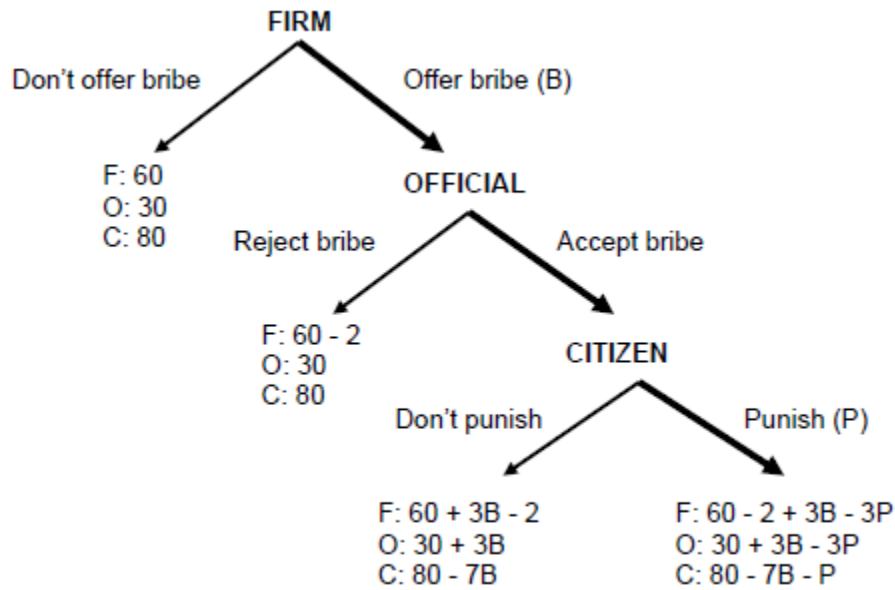 FIRM
Don't offer bribe
Offer bribe (B)
F: 60
O: 30
C: 80
OFFICIAL
Reject bribe
Accept bribe
F: 60 - 2
O: 30
C: 80
CITIZEN
Don't punish
Punish (P)
F: 60 + 3B - 2
O: 30 + 3B
C: 80 - 7B
F: 60 - 2 + 3B - 3P
O: 30 + 3B - 3P
C: 80 - 7B - P